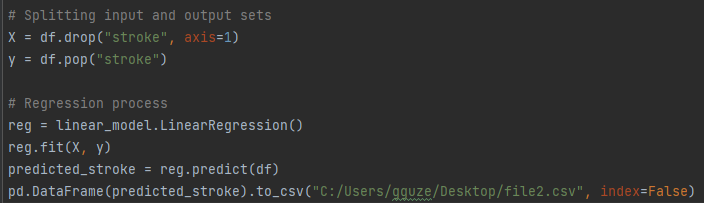 # Splitting input and output sets
X = df.drop("stroke", axis=1)
y = df.pop("stroke")
# Regression process
reg = linear_model.LinearRegression()
reg.fit(X, y)
predicted_stroke = reg.predict(df)
pd.DataFrame(predicted_stroke).to_csv("C:/Users/gguze/Desktop/file2.csv", index=False)